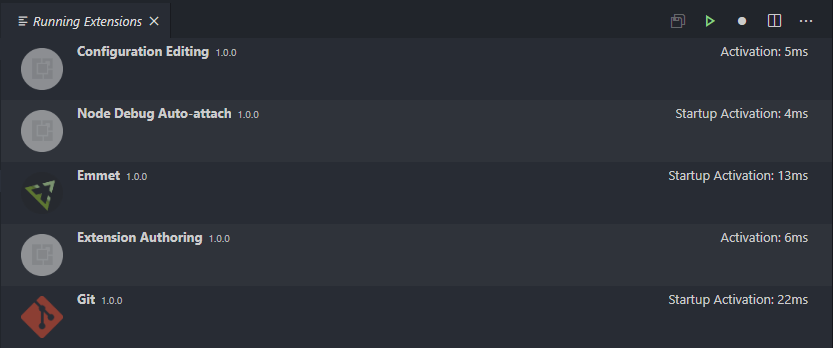 Running Extensions
Configuration Editing 1.0.0 Activation: 5ms
Node Debug Auto-attach 1.0.0 Startup Activation: 4ms
Emmet 1.0.0 Startup Activation: 13ms
Extension Authoring 1.0.0 Activation: 6ms
Git 1.0.0 Startup Activation: 22ms